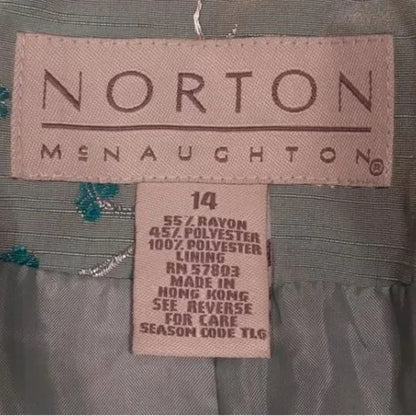 NORTON
McNAUGHTON®
14
55% RAYON
45% POLYESTER
100% POLYESTER
LINING
RN 57803
MADE IN
HONG KONG
SEE REVERSE
FOR CARE
SEASON CODE TLG